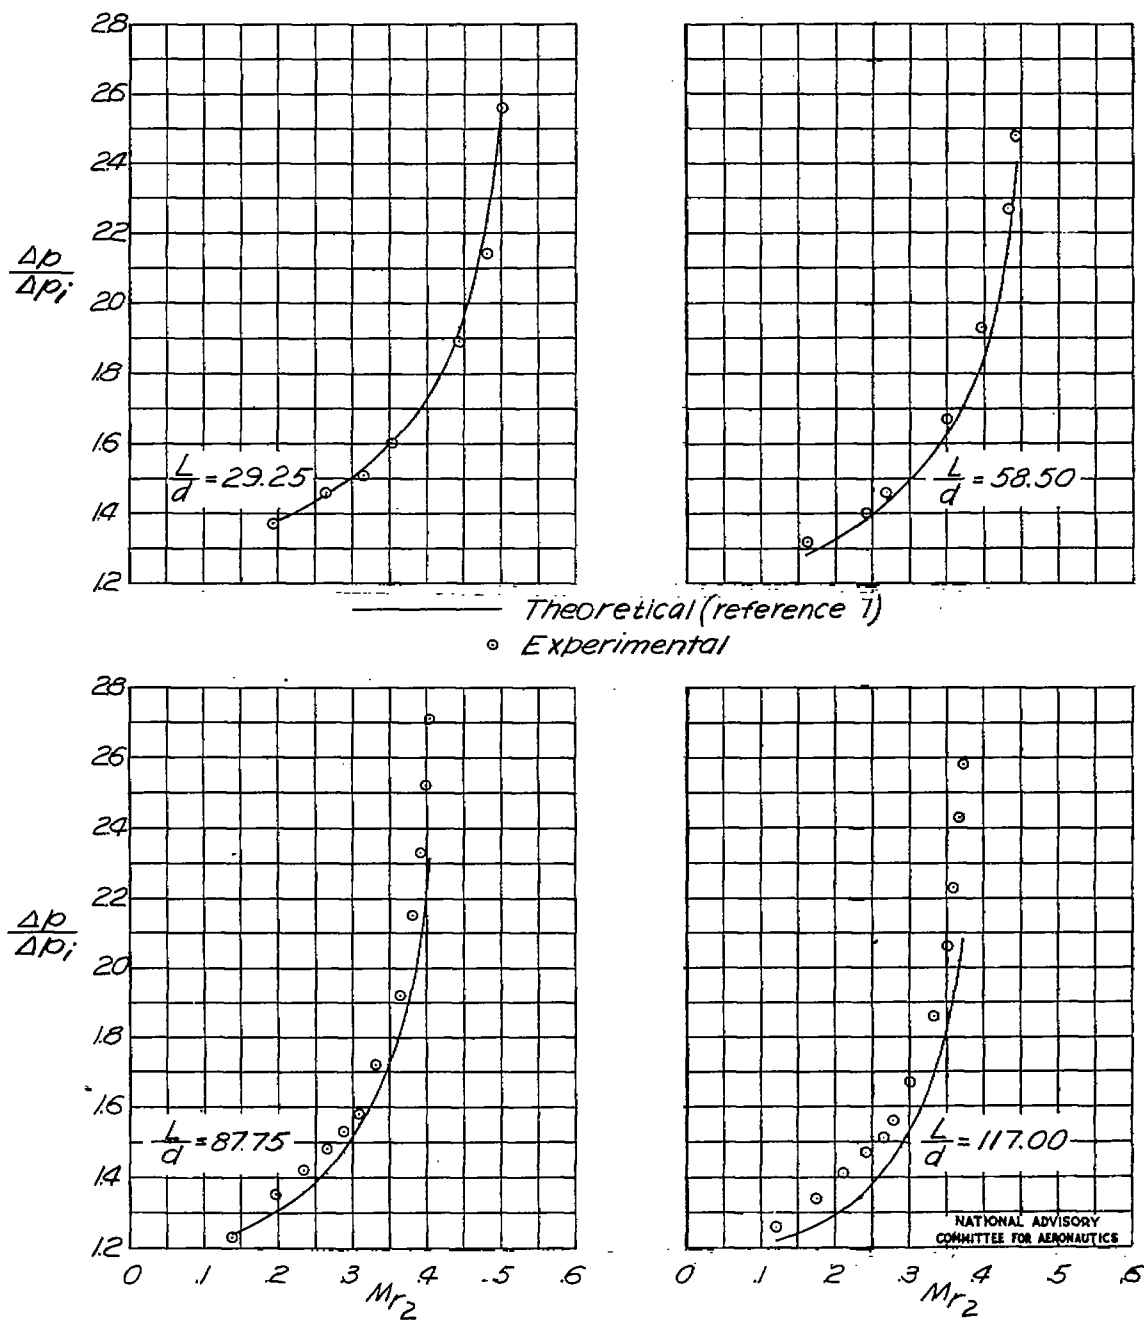 2.8
2.6
2.4
2.2
2.0
1.8
1.6
1.4
1.2
Δp
Δpi
L/d = 29.25
L/d = 58.50
Theoretical (reference 7)
Experimental
2.8
2.6
2.4
2.2
2.0
1.8
1.6
1.4
1.2
Δp
Δpi
L/d = 87.75
L/d = 117.00
NATIONAL ADVISORY
COMMITTEE FOR AERONAUTICS
0 .1 .2 .3 .4 .5 .6
Mr2
0 .1 .2 .3 .4 .5 .6
Mr2